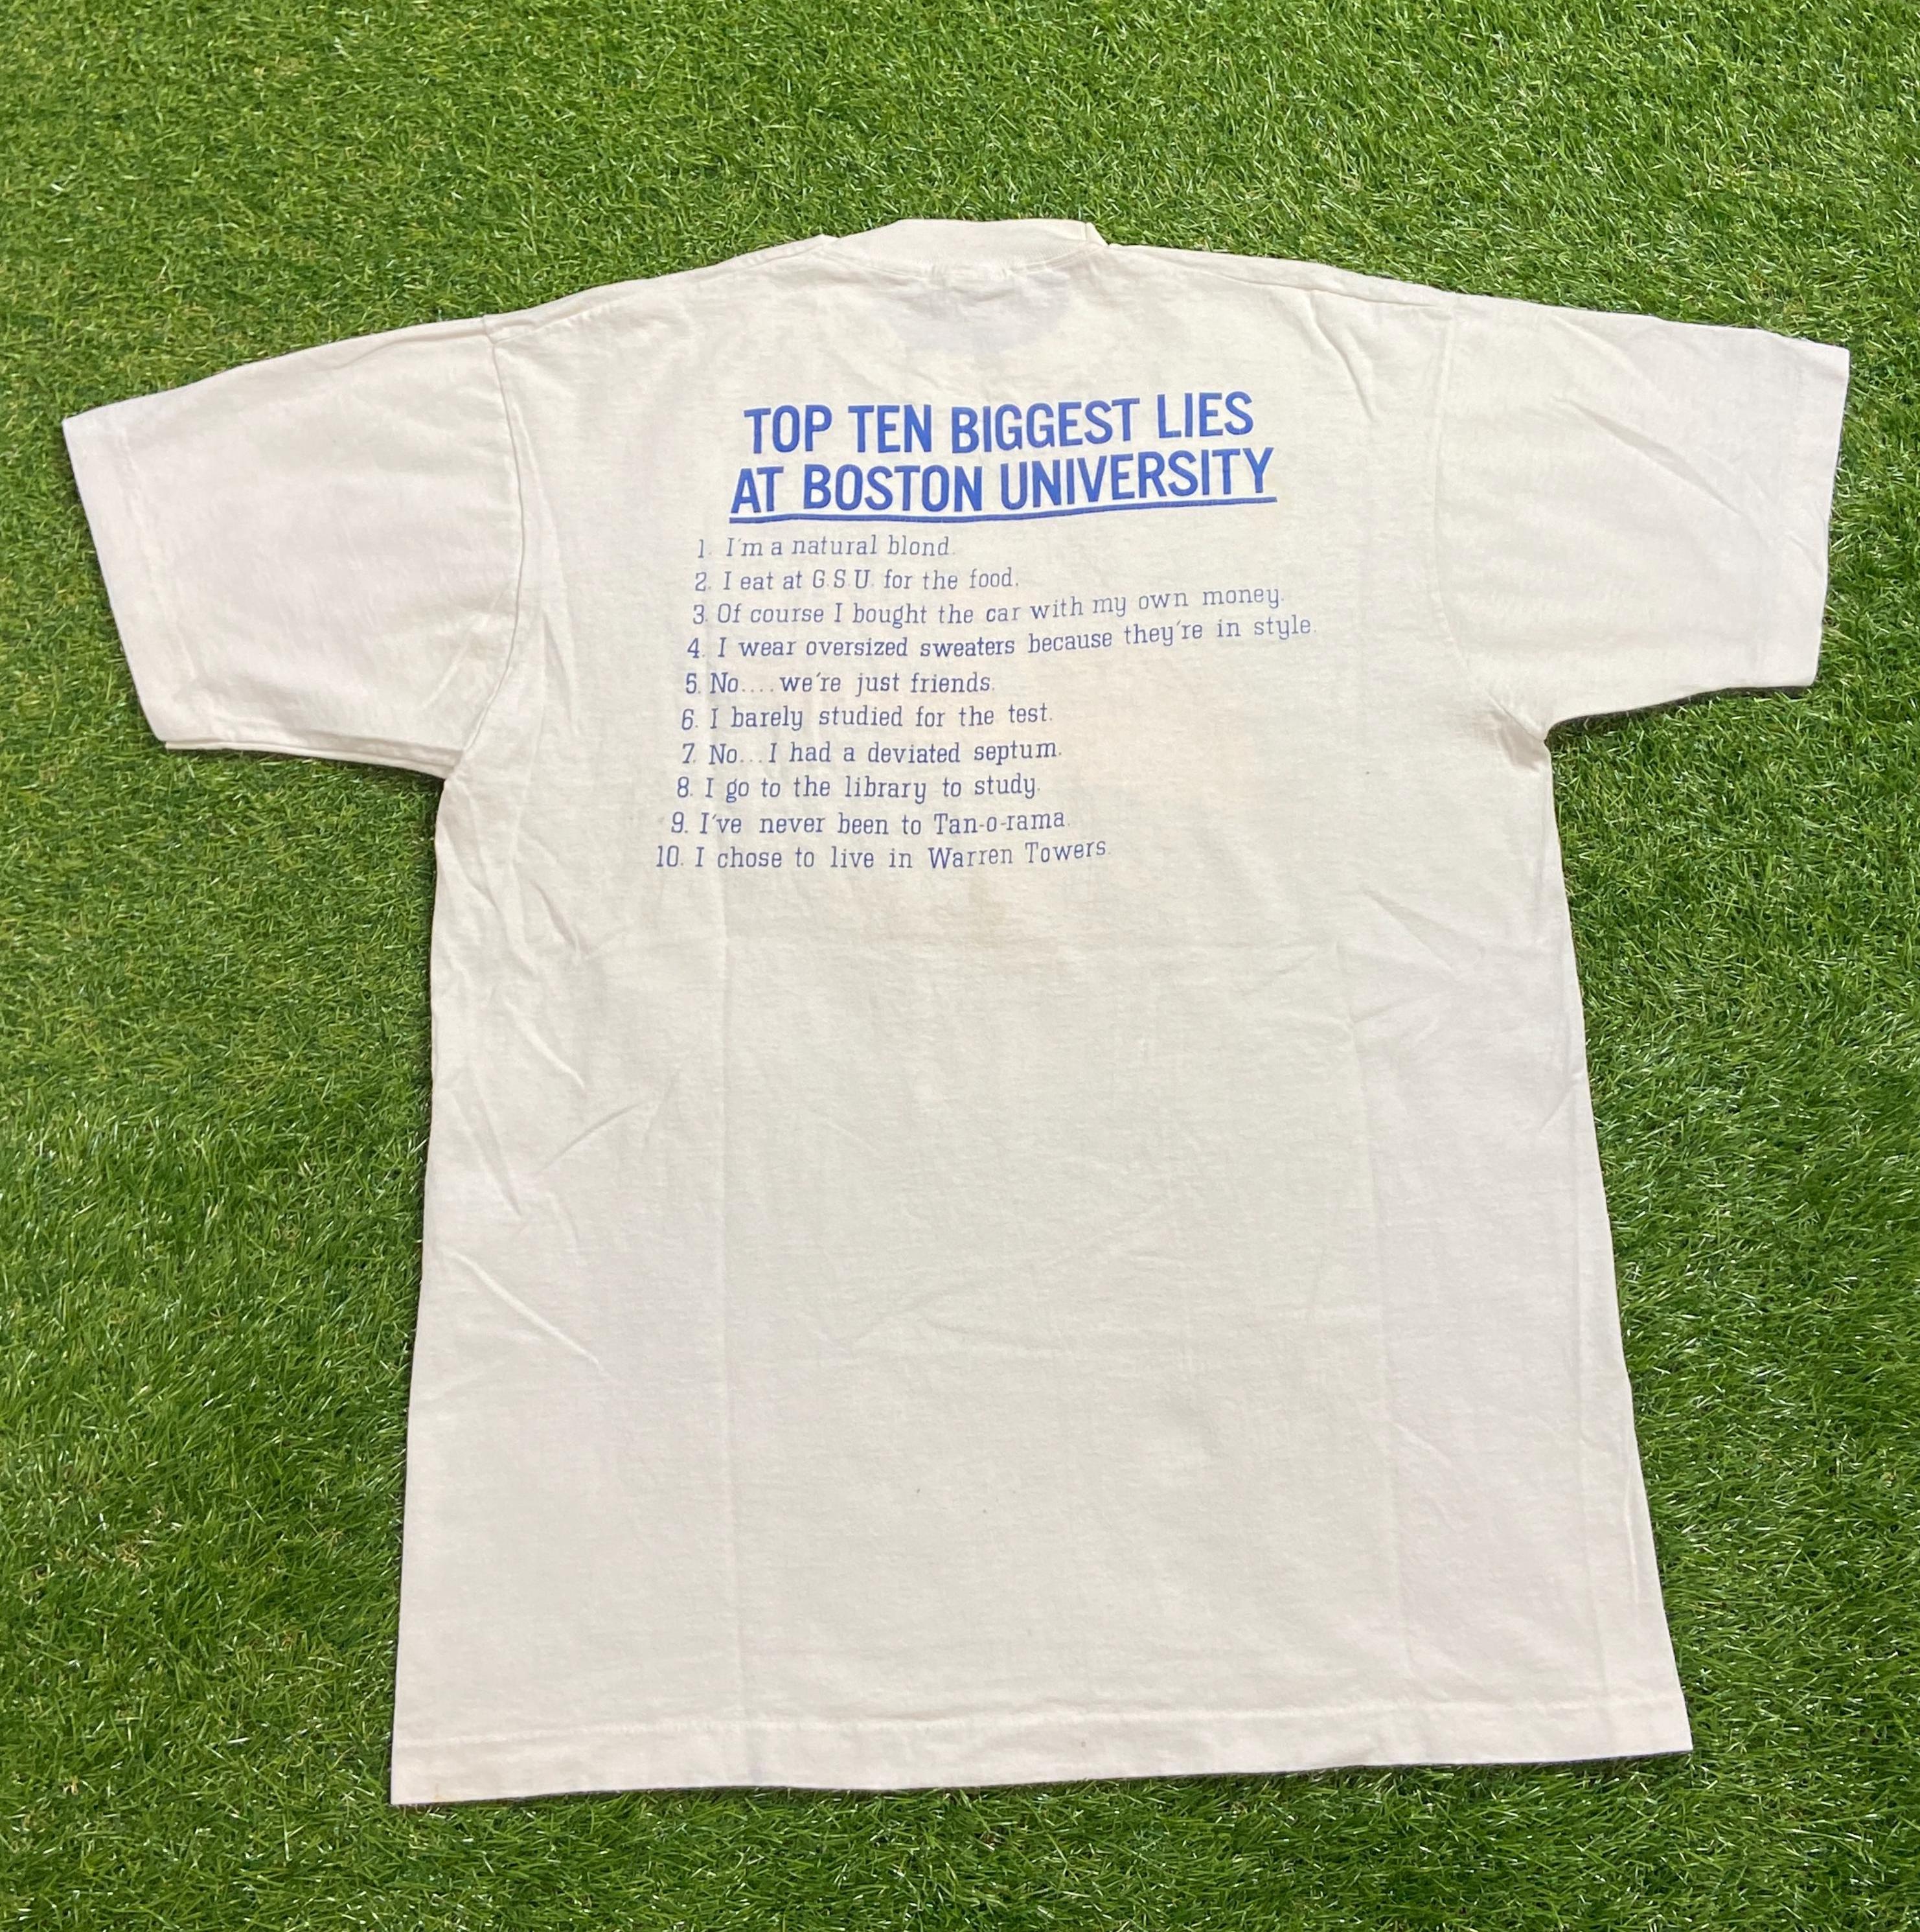 TOP TEN BIGGEST LIES
AT BOSTON UNIVERSITY
1. I'm a natural blond.
2. I eat at G.S.U. for the food.
3. Of course I bought the car with my own money.
4. I wear oversized sweaters because they're in style.
5. No....we're just friends.
6. I barely studied for the test.
7. No...I had a deviated septum.
8. I go to the library to study.
9. I've never been to Tan-o-rama.
10. I chose to live in Warren Towers.